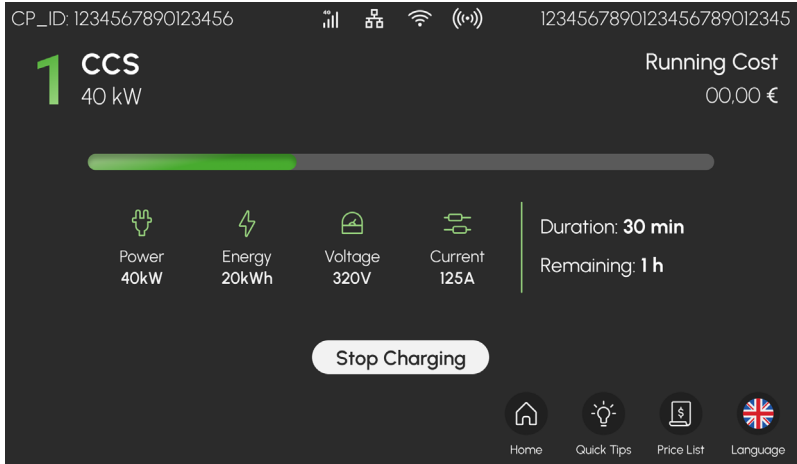 CP_ID: 1234567890123456
4G
1234567890123456789012345
1
CCS
40 kW
Running Cost
00,00 €
Power
40kW
Energy
20kWh
Voltage
320V
Current
125A
Duration: 30 min
Remaining: 1 h
Stop Charging
Home
Quick Tips
$
Price List
Language